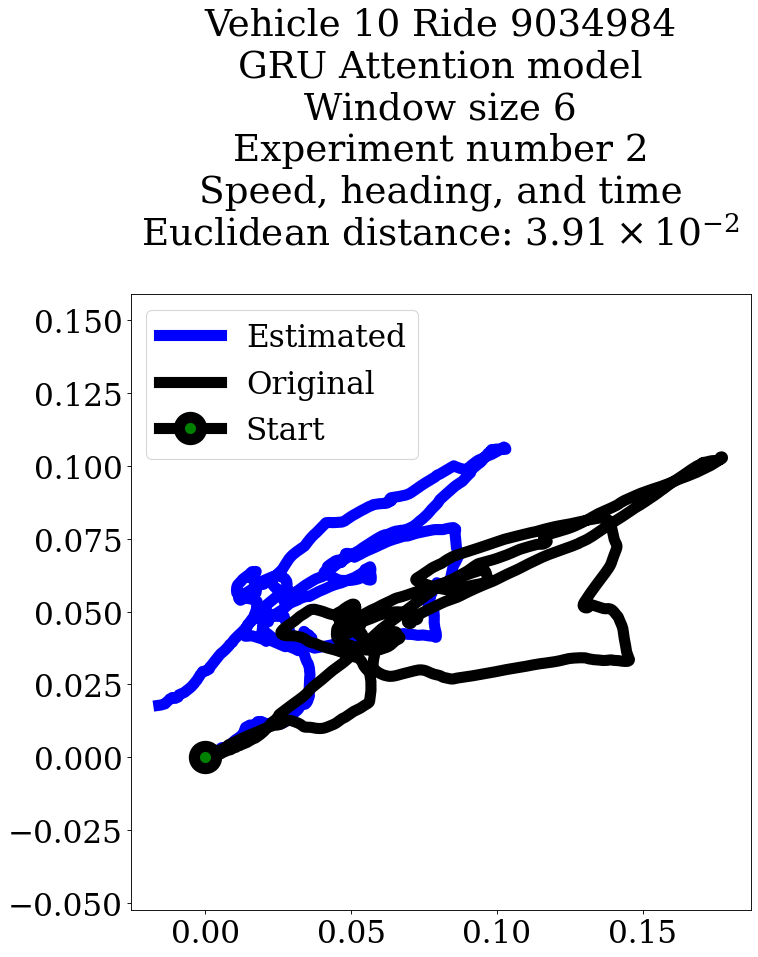 Vehicle 10 Ride 9034984
GRU Attention model
Window size 6
Experiment number 2
Speed, heading, and time
Euclidean distance: 3.91 × 10⁻²
0.150
0.125
0.100
0.075
0.050
0.025
0.000
−0.025
−0.050
Estimated
Original
Start
0.00 0.05 0.10 0.15